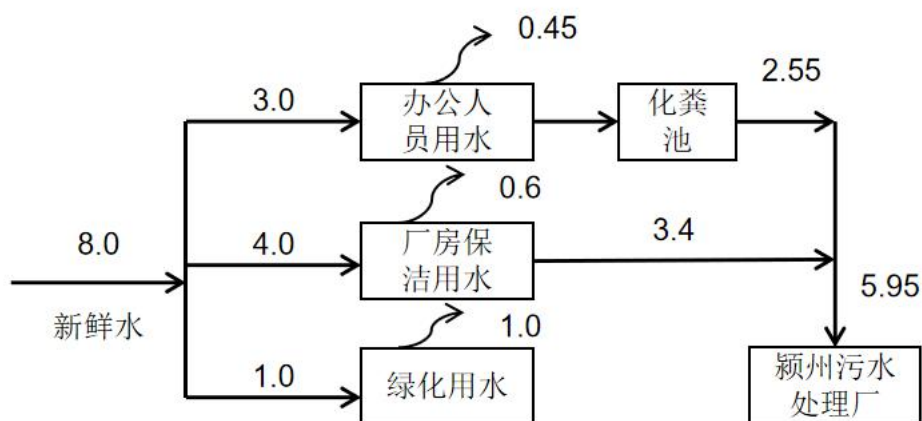 0.45
3.0
办公人
员用水
化粪
池
2.55
0.6
8.0
4.0
厂房保
洁用水
3.4
新鲜水
1.0
5.95
1.0
绿化用水
颍州污水
处理厂